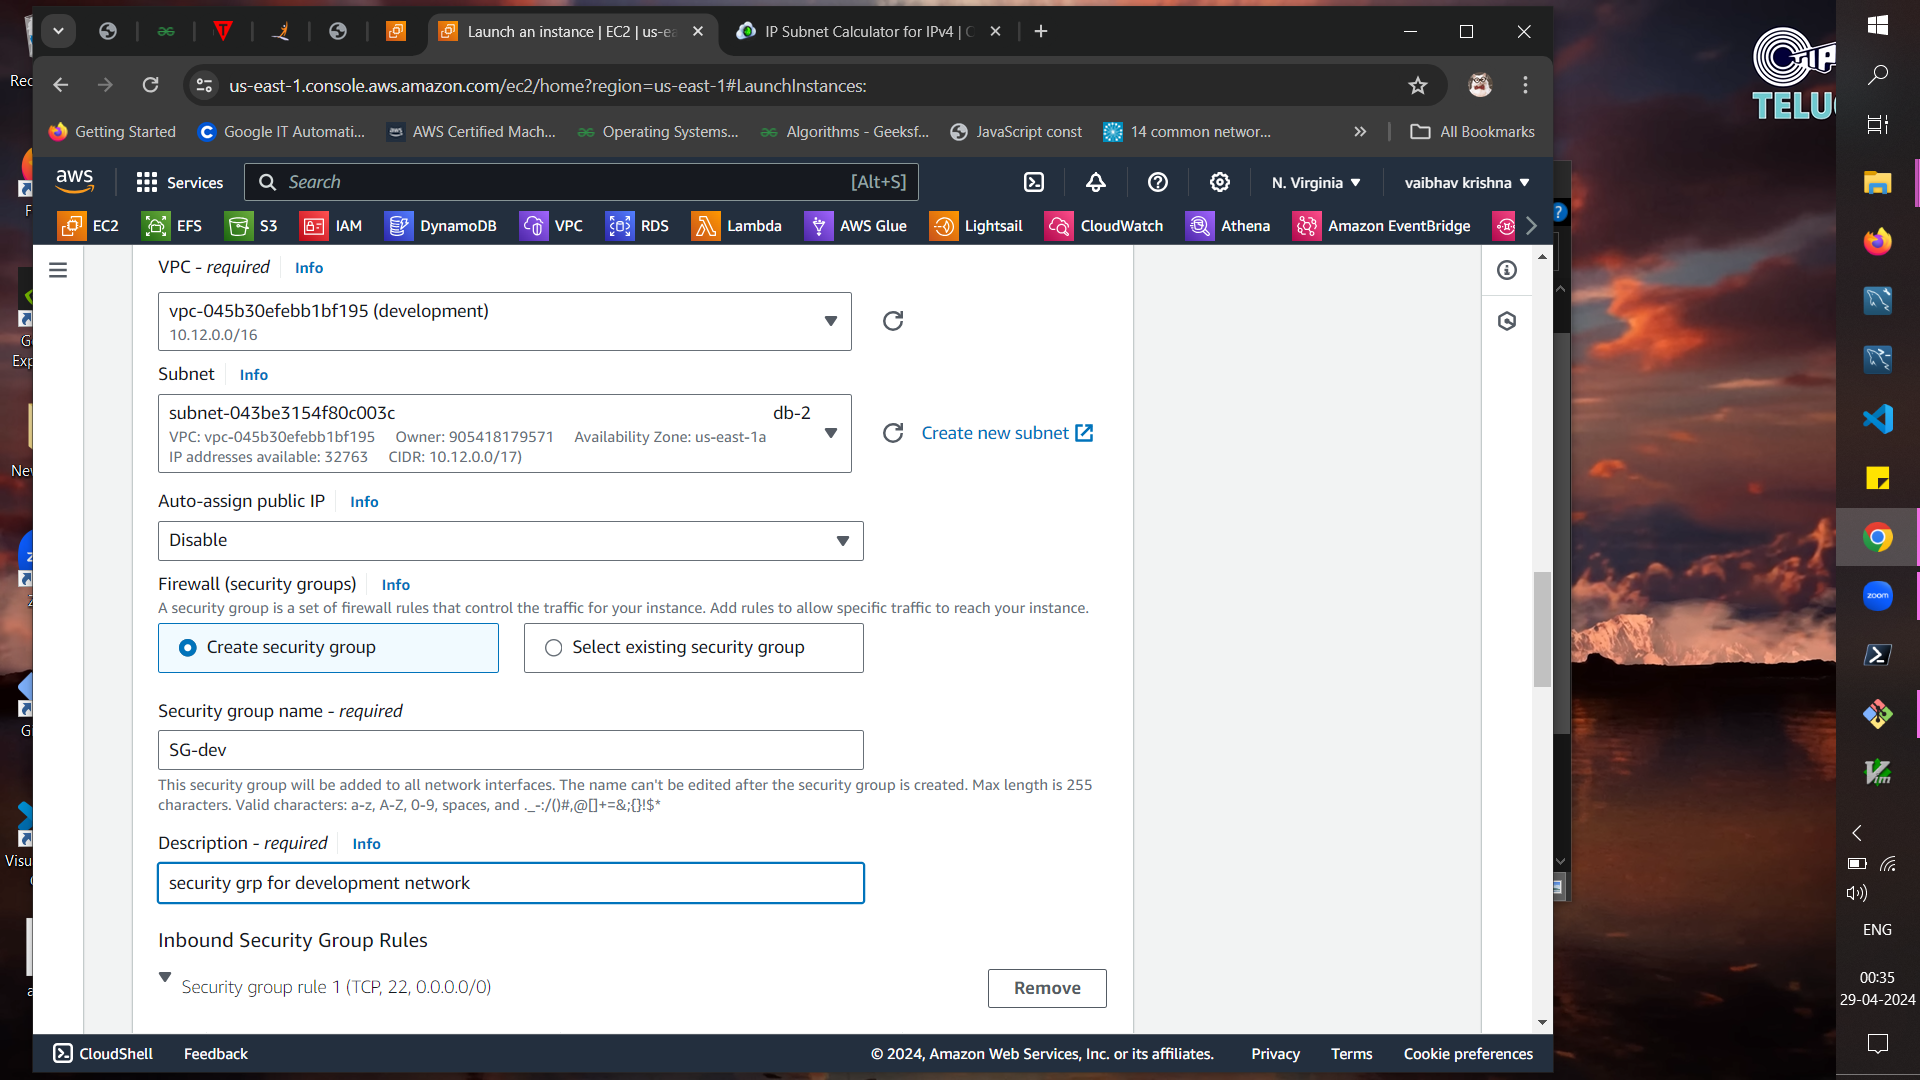 Launch an instance | EC2 | us-ea
IP Subnet Calculator for IPv4 | C
us-east-1.console.aws.amazon.com/ec2/home?region=us-east-1#LaunchInstances:
Getting Started
Google IT Automati...
AWS Certified Mach...
Operating Systems...
Algorithms - Geeksf...
JavaScript const
14 common networ...
All Bookmarks
aws
Services
Search
[Alt+S]
N. Virginia
vaibhav krishna
EC2
EFS
S3
IAM
DynamoDB
VPC
RDS
Lambda
AWS Glue
Lightsail
CloudWatch
Athena
Amazon EventBridge
VPC - required
Info
vpc-045b30efebb1bf195 (development)
10.12.0.0/16
Subnet
Info
subnet-043be3154f80c003c
db-2
VPC: vpc-045b30efebb1bf195 Owner: 905418179571 Availability Zone: us-east-1a
IP addresses available: 32763 CIDR: 10.12.0.0/17)
Create new subnet
Auto-assign public IP
Info
Disable
Firewall (security groups)
Info
A security group is a set of firewall rules that control the traffic for your instance. Add rules to allow specific traffic to reach your instance.
Create security group
Select existing security group
Security group name - required
SG-dev
This security group will be added to all network interfaces. The name can't be edited after the security group is created. Max length is 255
characters. Valid characters: a-z, A-Z, 0-9, spaces, and ._-:/()#,@[]+=&;{}!$*
Description - required
Info
security grp for development network
Inbound Security Group Rules
Security group rule 1 (TCP, 22, 0.0.0.0/0)
Remove
CloudShell
Feedback
© 2024, Amazon Web Services, Inc. or its affiliates.
Privacy
Terms
Cookie preferences
zoom
ENG
00:35
29-04-2024